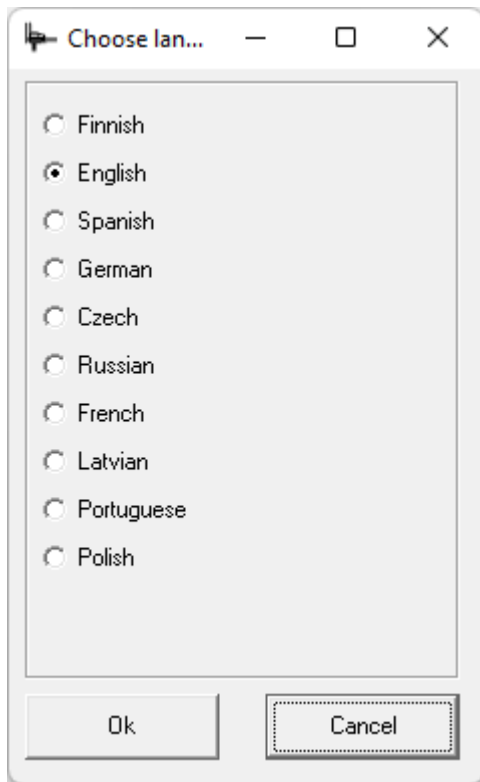 Choose lan...
Finnish
English
Spanish
German
Czech
Russian
French
Latvian
Portuguese
Polish
Ok Cancel